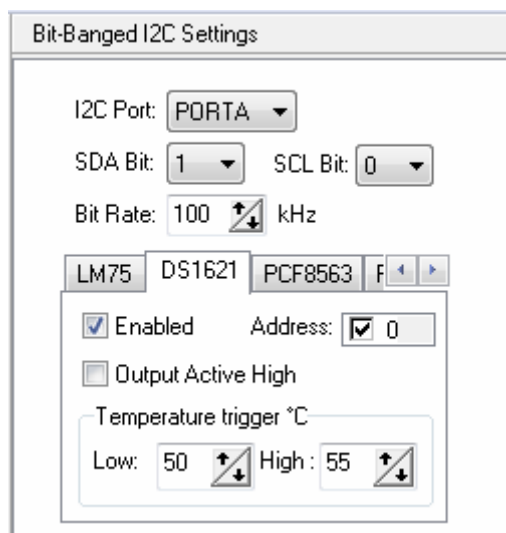 Bit-Banged I2C Settings
I2C Port: PORTA
SDA Bit: 1 SCL Bit: 0
Bit Rate: 100 kHz
LM75 DS1621 PCF8563
Enabled Address: 0
Output Active High
Temperature trigger °C
Low: 50 High : 55